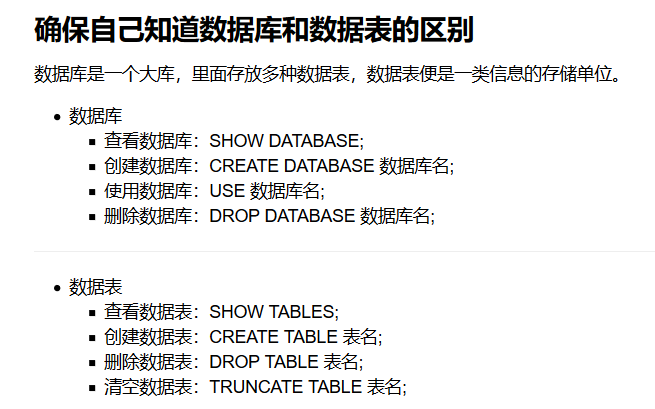 确保自己知道数据库和数据表的区别
数据库是一个大库，里面存放多种数据表，数据表便是一类信息的存储单位。
数据库
查看数据库：SHOW DATABASE;
创建数据库：CREATE DATABASE 数据库名;
使用数据库：USE 数据库名;
删除数据库：DROP DATABASE 数据库名;
数据表
查看数据表：SHOW TABLES;
创建数据表：CREATE TABLE 表名;
删除数据表：DROP TABLE 表名;
清空数据表：TRUNCATE TABLE 表名;